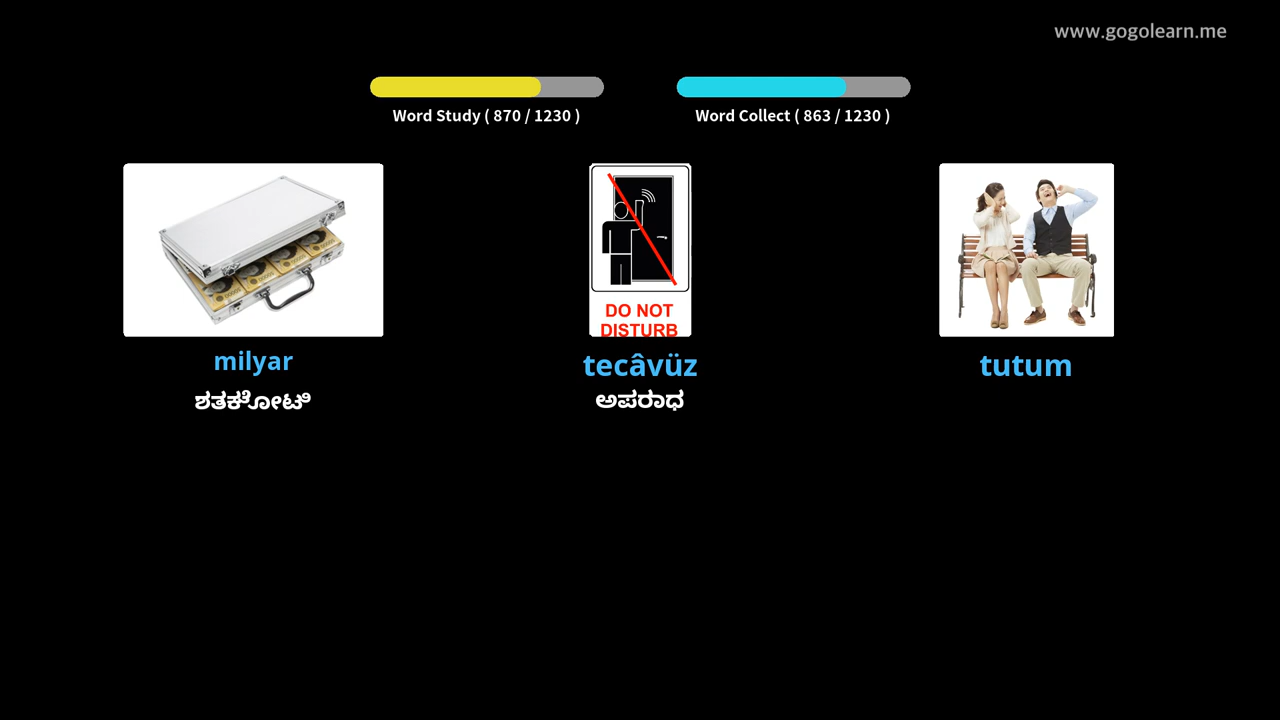 www.gogolearn.me
Word Study ( 870 / 1230 )
Word Collect ( 863 / 1230 )
DO NOT
DISTURB
milyar
tecâvüz
tutum
ಶತಕೋಟಿ
ಅಪರಾಧ